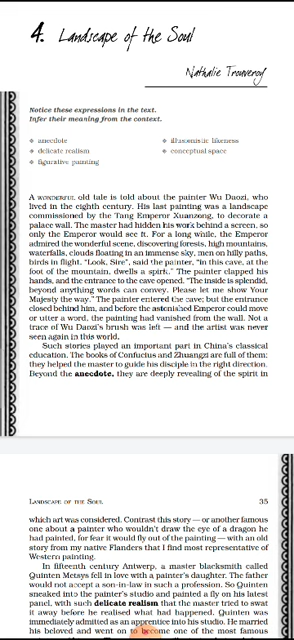 4. Landscape of the Soul
Nathalie Trouveroy
Notice these expressions in the text.
Infer their meaning from the context.
❖ anecdote ❖ illusionistic likeness
❖ delicate realism ❖ conceptual space
❖ figurative painting
A WONDERFUL old tale is told about the painter Wu Daozi, who
lived in the eighth century. His last painting was a landscape
commissioned by the Tang Emperor Xuanzong, to decorate a
palace wall. The master had hidden his work behind a screen, so
only the Emperor would see it. For a long while, the Emperor
admired the wonderful scene, discovering forests, high mountains,
waterfalls, clouds floating in an immense sky, men on hilly paths,
birds in flight. "Look, Sire", said the painter, "in this cave, at the
foot of the mountain, dwells a spirit." The painter clapped his
hands, and the entrance to the cave opened. "The inside is splendid,
beyond anything words can convey. Please let me show Your
Majesty the way." The painter entered the cave; but the entrance
closed behind him, and before the astonished Emperor could move
or utter a word, the painting had vanished from the wall. Not a
trace of Wu Daozi's brush was left — and the artist was never
seen again in this world.
Such stories played an important part in China's classical
education. The books of Confucius and Zhuangzi are full of them;
they helped the master to guide his disciple in the right direction.
Beyond the anecdote, they are deeply revealing of the spirit in
LANDSCAPE OF THE SOUL 35
which art was considered. Contrast this story — or another famous
one about a painter who wouldn't draw the eye of a dragon he
had painted, for fear it would fly out of the painting — with an old
story from my native Flanders that I find most representative of
Western painting.
In fifteenth century Antwerp, a master blacksmith called
Quinten Metsys fell in love with a painter's daughter. The father
would not accept a son-in-law in such a profession. So Quinten
sneaked into the painter's studio and painted a fly on his latest
panel, with such delicate realism that the master tried to swat
it away before he realised what had happened. Quinten was
immediately admitted as an apprentice into his studio. He married
his beloved and went on to become one of the most famous